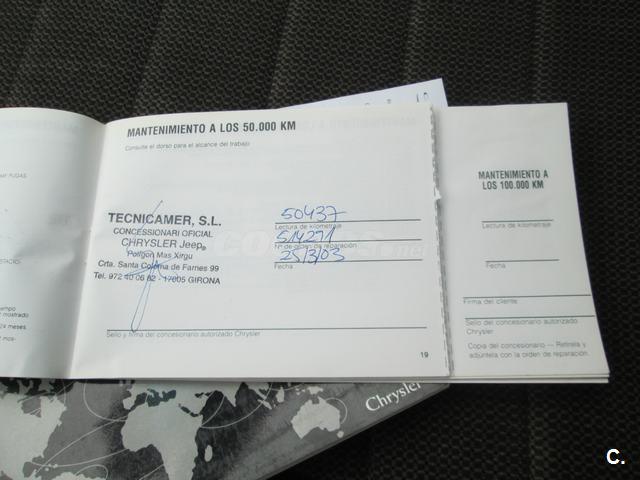 MANTENIMIENTO A LOS 50.000 KM
Consulte el dorso para el alcance del trabajo
TECNICAMER, S.L.
CONCESSIONARI OFICIAL
CHRYSLER Jeep®
Polígon Mas Xirgu
Crta. Santa Coloma de Farnes 99
Tel. 972 40 06 82 - 17005 GIRONA
50437
Lectura de kilometraje
514271
Nº de orden de reparación
25/3/03
Fecha
Sello y firma del concesionario autorizado Chrysler
19
MANTENIMIENTO A
LOS 100.000 KM
Lectura de kilometraje
Fecha
Firma del cliente
Sello del concesionario autorizado
Chrysler
Copia del concesionario — Retírela y
adjúntela con la orden de reparación.
24 meses
Chrysler
C.